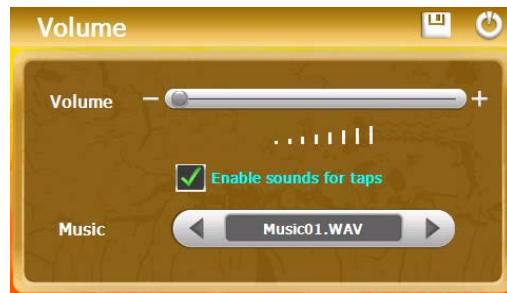 Volume
Volume - +
Enable sounds for taps
Music Music01.WAV